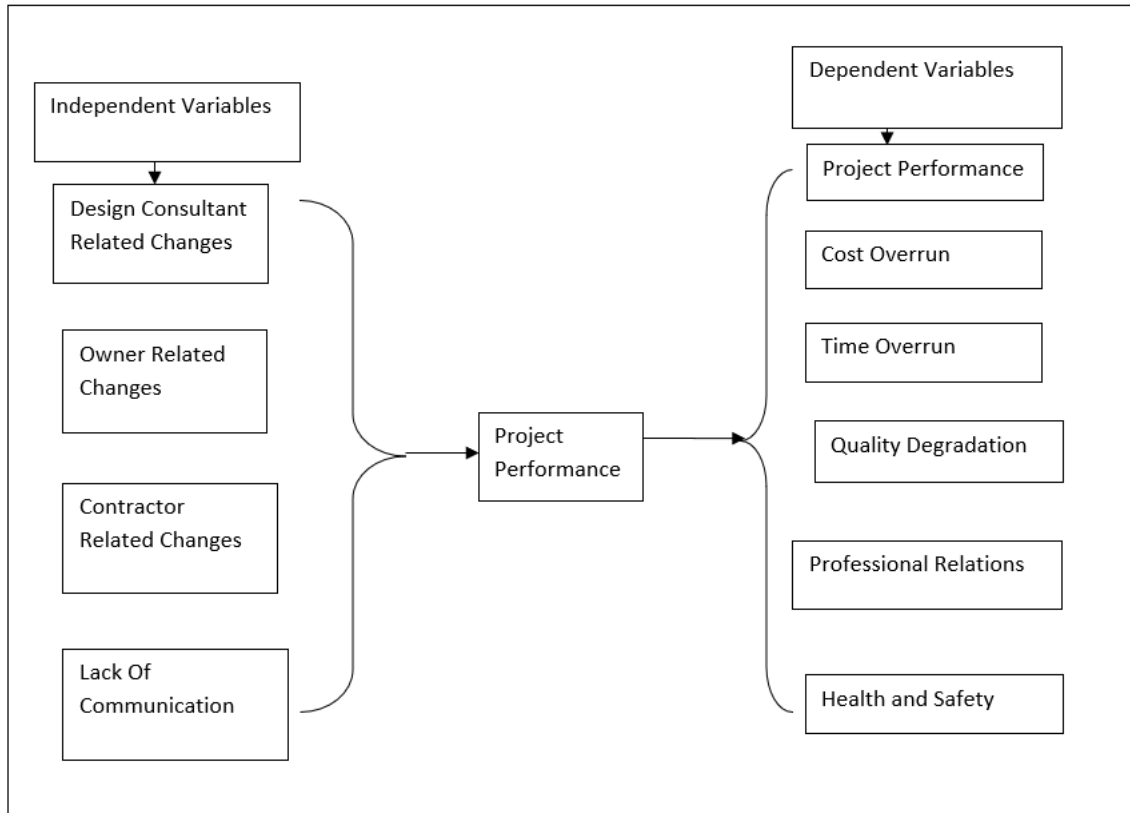 Independent Variables
Design Consultant
Related Changes
Owner Related
Changes
Contractor
Related Changes
Lack Of
Communication
Project
Performance
Dependent Variables
Project Performance
Cost Overrun
Time Overrun
Quality Degradation
Professional Relations
Health and Safety